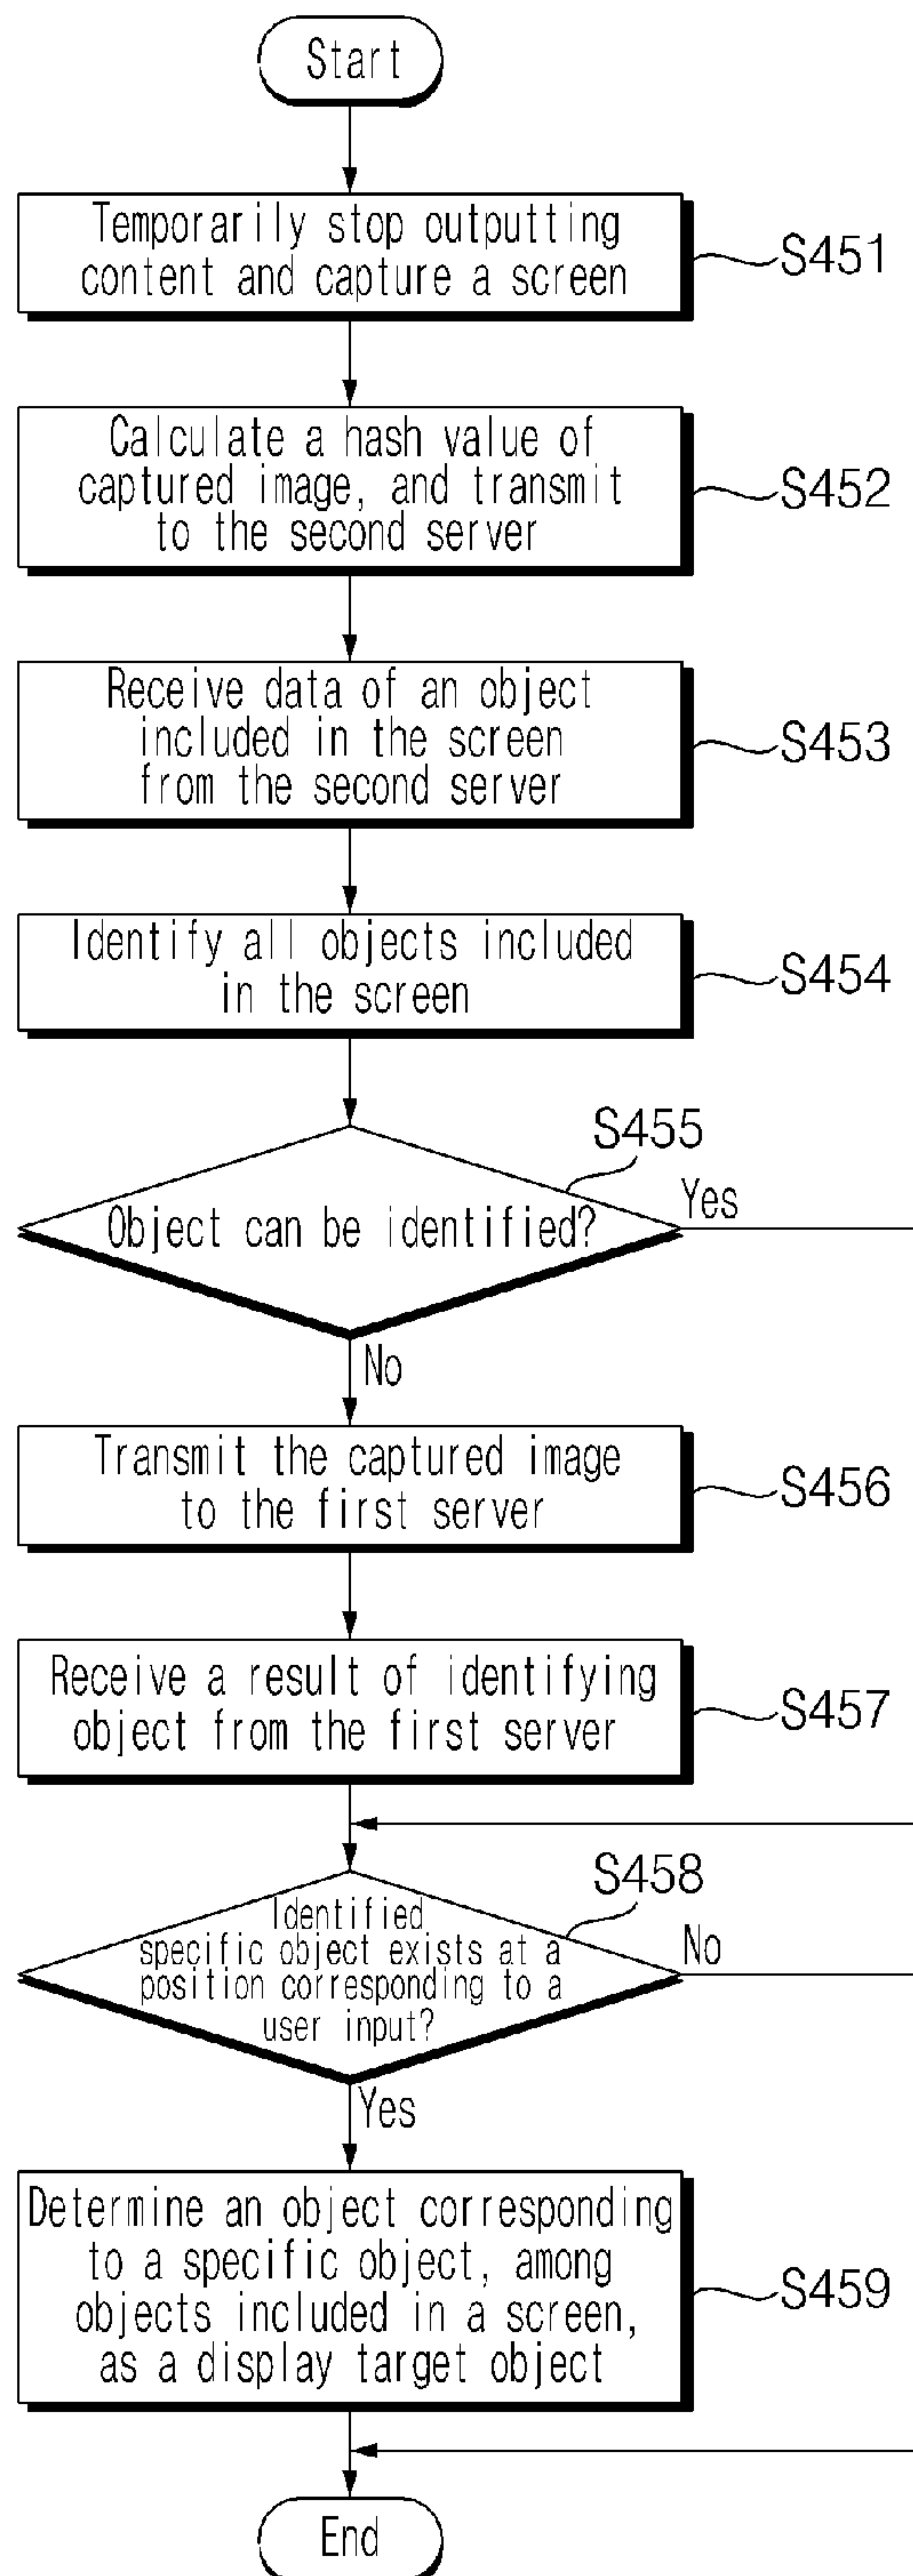 Start
Temporarily stop outputting
content and capture a screen
S451
Calculate a hash value of
captured image, and transmit
to the second server
S452
Receive data of an object
included in the screen
from the second server
S453
Identify all objects included
in the screen
S454
S455
Object can be identified?
Yes
No
Transmit the captured image
to the first server
S456
Receive a result of identifying
object from the first server
S457
S458
Identified
specific object exists at a
position corresponding to a
user input?
No
Yes
Determine an object corresponding
to a specific object, among
objects included in a screen,
as a display target object
S459
End